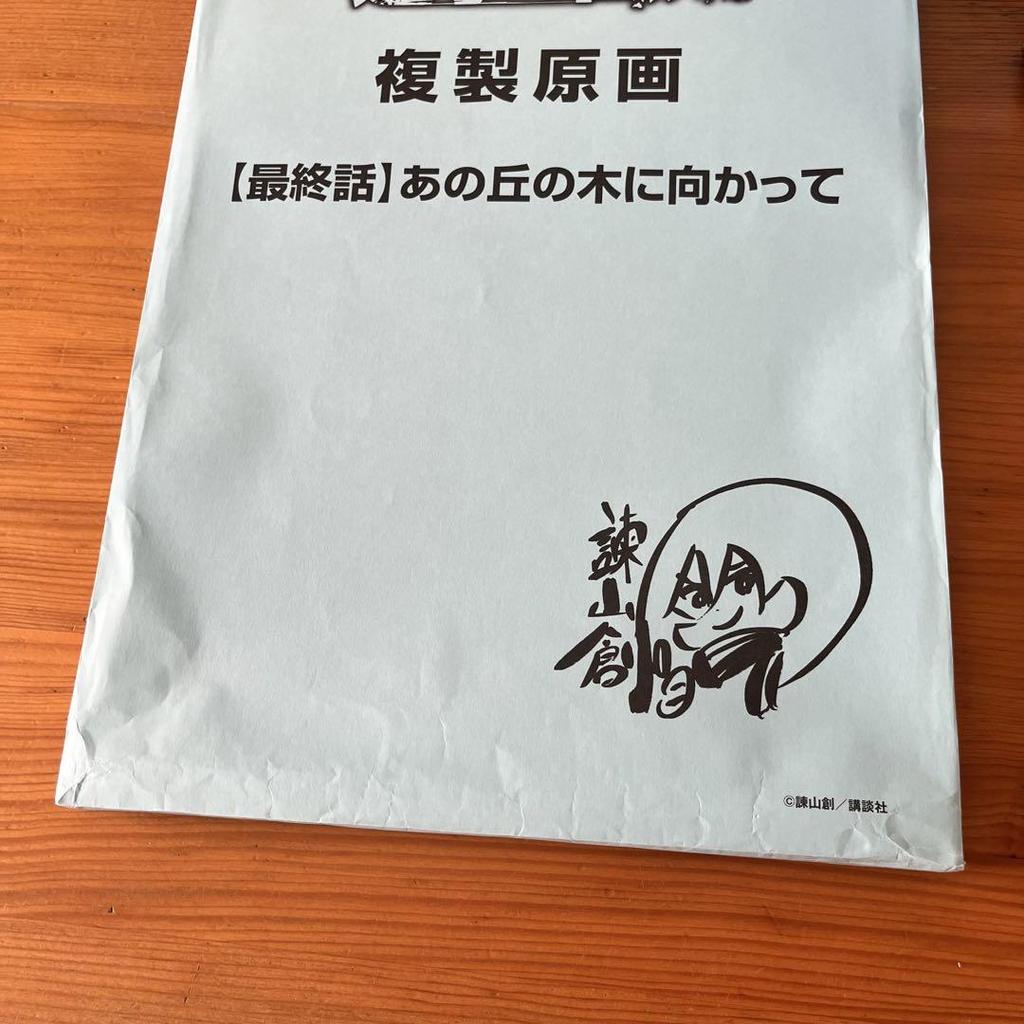 複製原画
【最終話】あの丘の木に向かって
諫山創
©諫山創／講談社